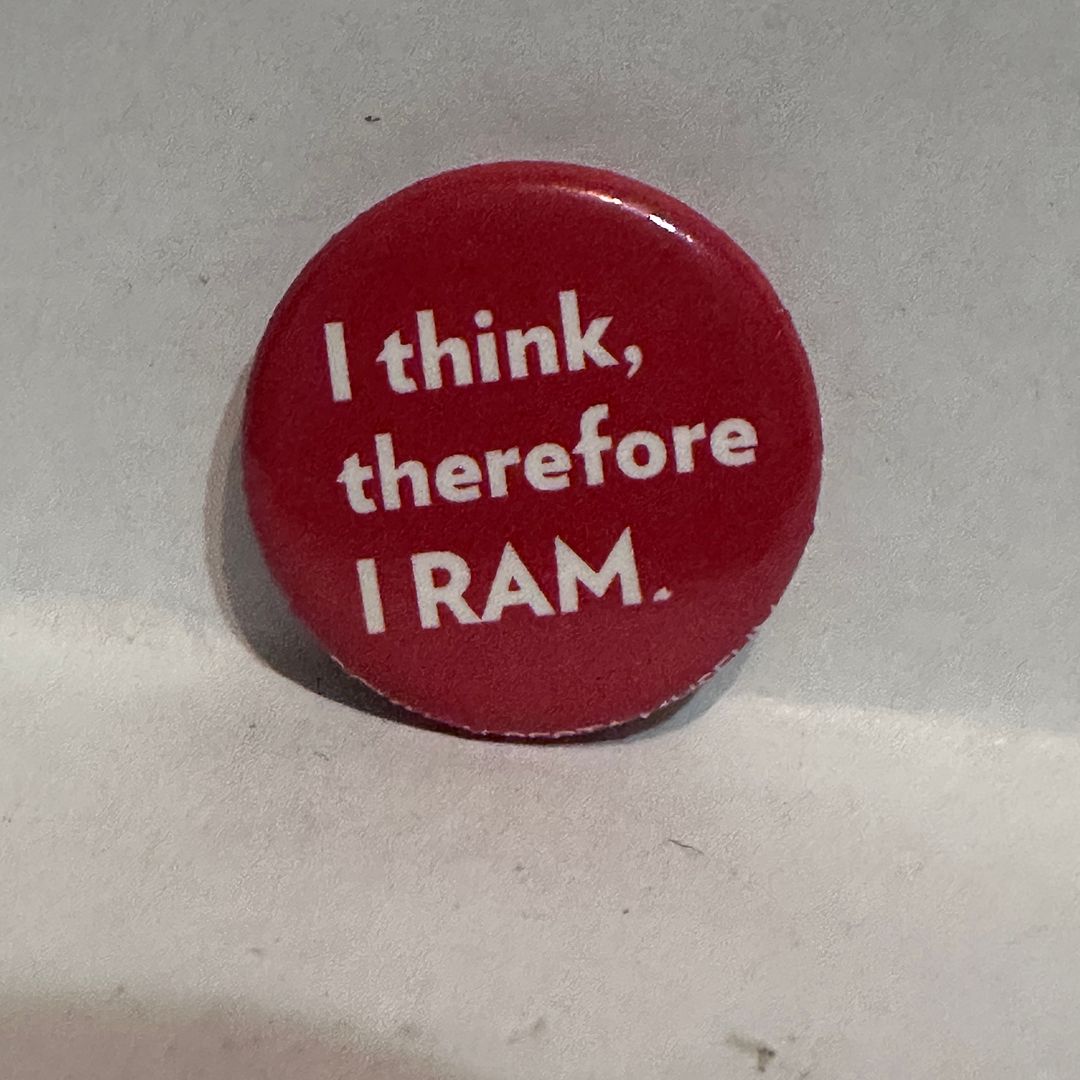 I think,
therefore
I RAM.